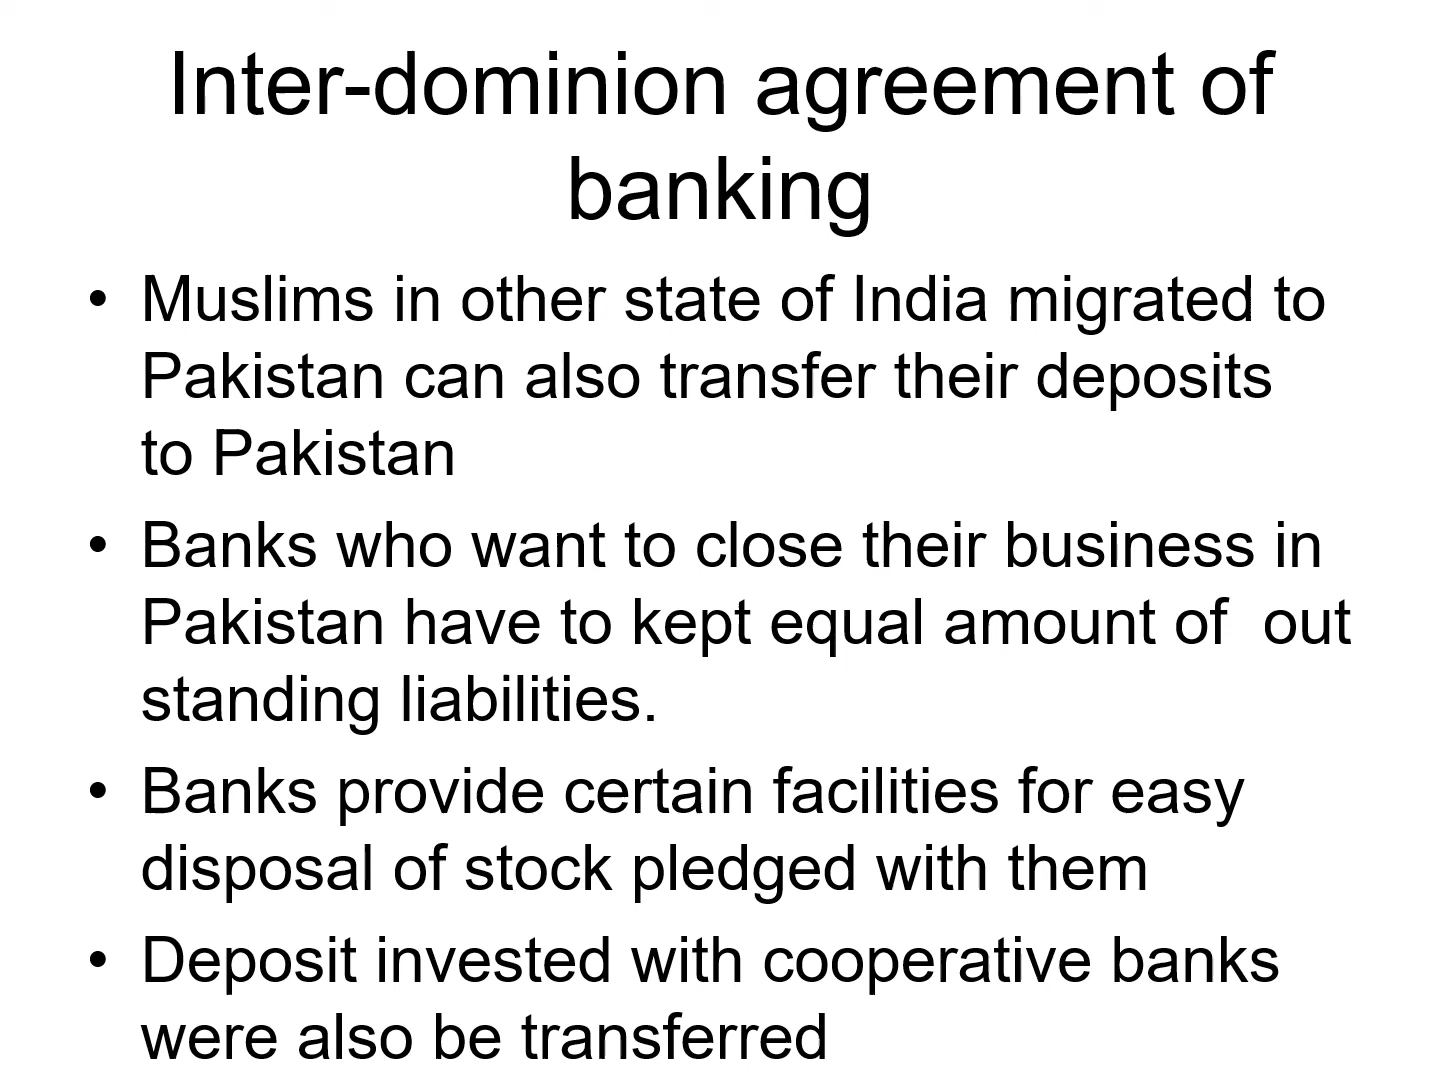 Inter-dominion agreement of
banking
• Muslims in other state of India migrated to
Pakistan can also transfer their deposits
to Pakistan
• Banks who want to close their business in
Pakistan have to kept equal amount of  out
standing liabilities.
• Banks provide certain facilities for easy
disposal of stock pledged with them
• Deposit invested with cooperative banks
were also be transferred